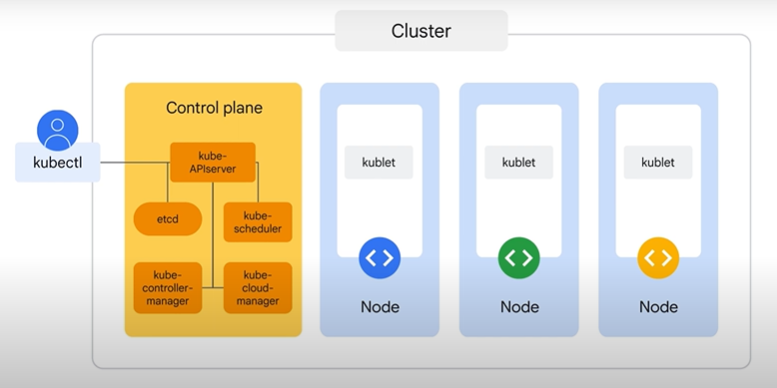 Cluster
Control plane
kubectl
kube-
APIserver
etcd
kube-
scheduler
kube-
controller-
manager
kube-
cloud-
manager
kublet
Node
kublet
Node
kublet
Node